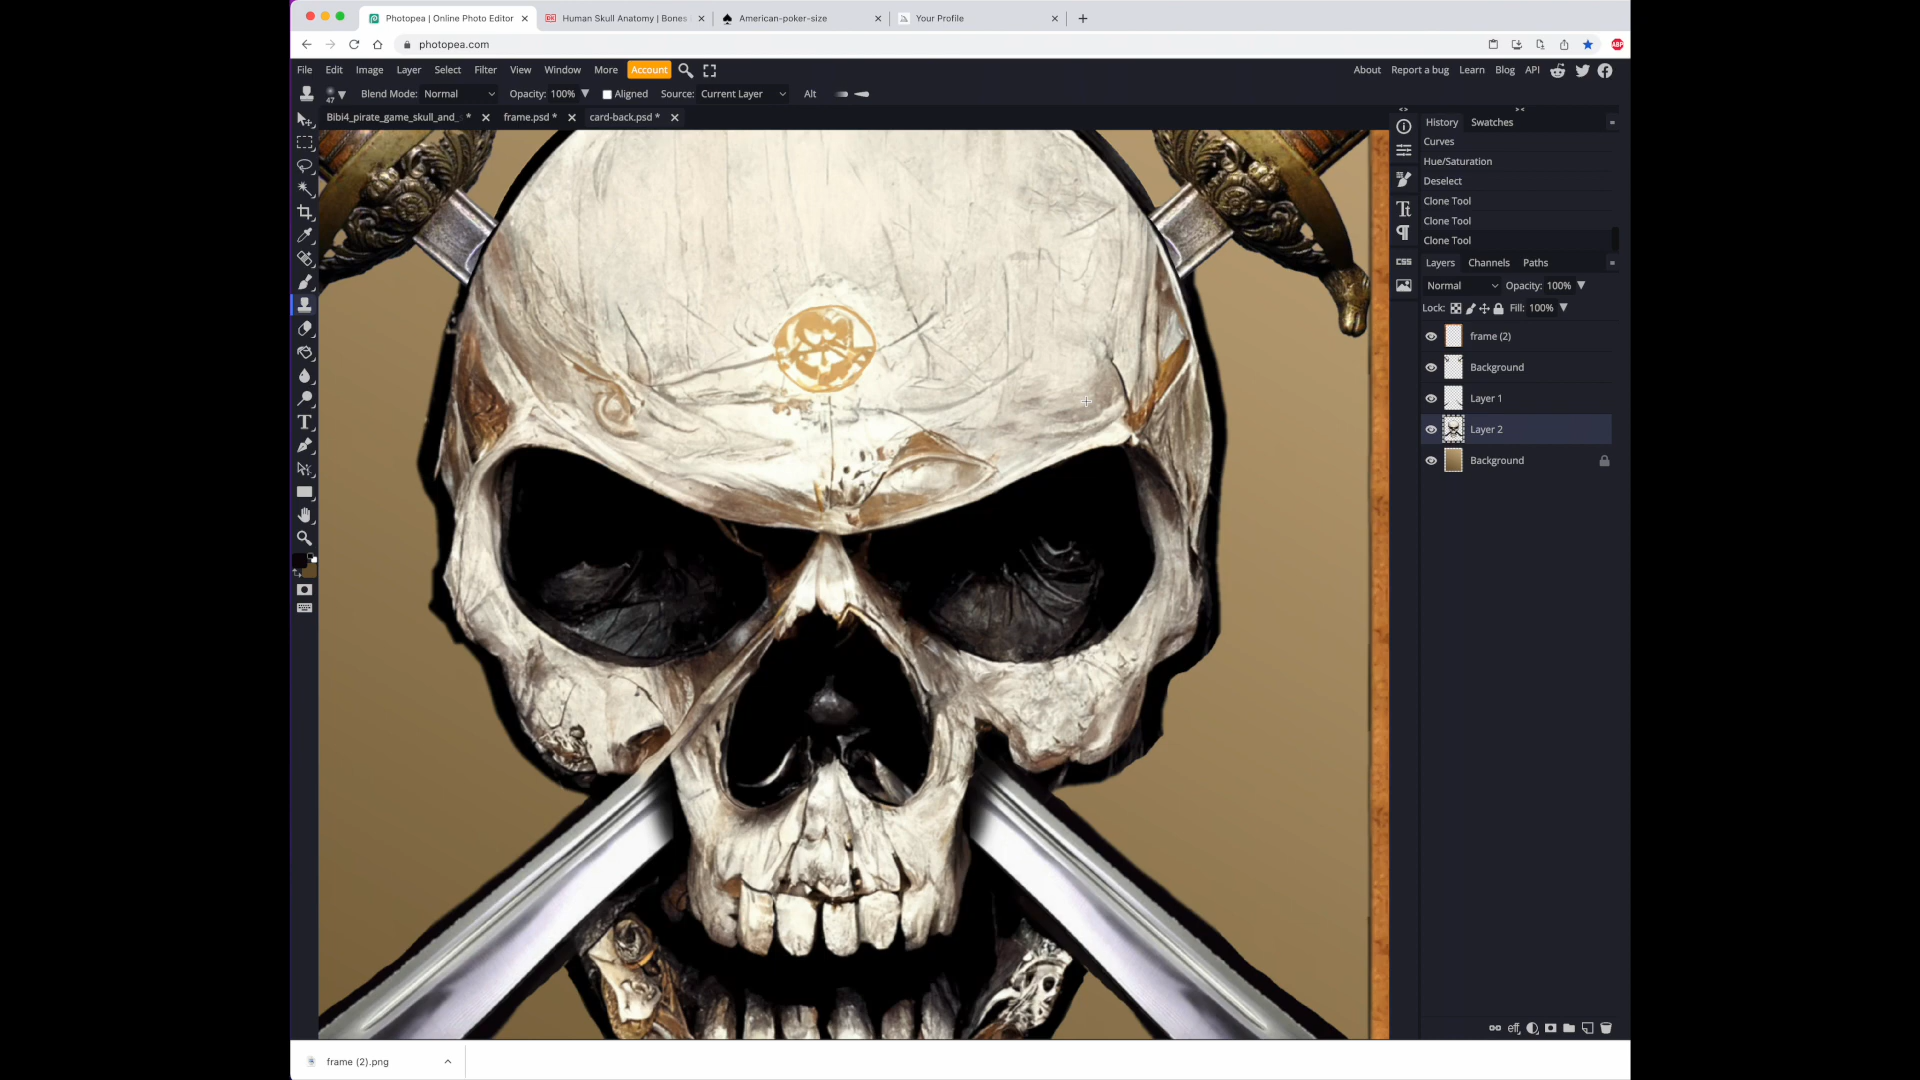 Photopea | Online Photo Editor
Human Skull Anatomy | Bones
American-poker-size
Your Profile
photopea.com
ABP
File Edit Image Layer Select Filter View Window More Account
About Report a bug Learn Blog API
47 Blend Mode: Normal Opacity: 100% Aligned Source: Current Layer Alt
Bibi4_pirate_game_skull_and_ *
frame.psd *
card-back.psd *
History Swatches
Curves
Hue/Saturation
Deselect
Clone Tool
Clone Tool
Clone Tool
CSS
Layers Channels Paths
Normal Opacity: 100%
Lock: Fill: 100%
frame (2)
Background
Layer 1
Layer 2
Background
eff
frame (2).png